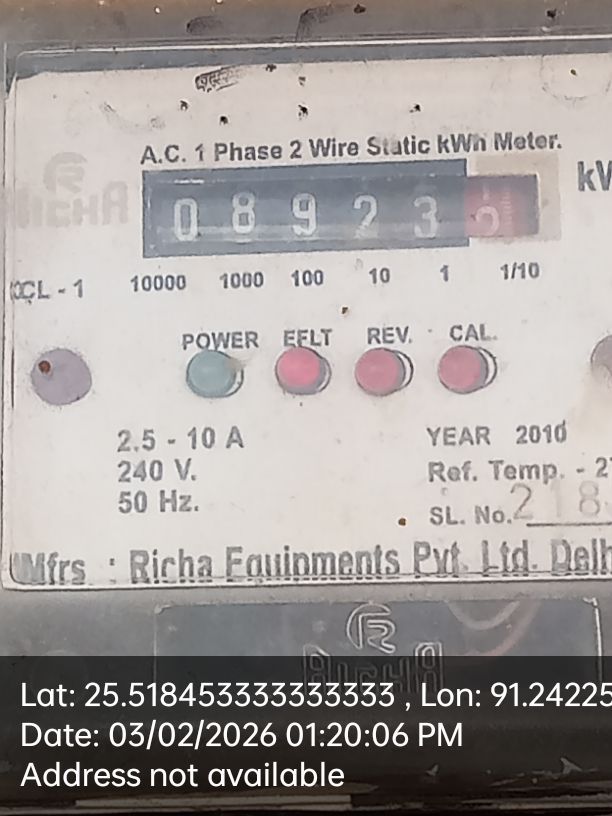 A.C. 1 Phase 2 Wire Static kWh Meter.
RICHA
0 8 9 2 3
CL - 1
10000 1000 100 10 1 1/10
POWER EFLT REV. CAL.
2.5 - 10 A
YEAR 2010
240 V.
Ref. Temp. - 2
50 Hz.
SL. No. 218
Mfrs : Richa Equipments Pvt. Ltd. Delh
RICHA
Lat: 25.518453333333333 , Lon: 91.24225
Date: 03/02/2026 01:20:06 PM
Address not available